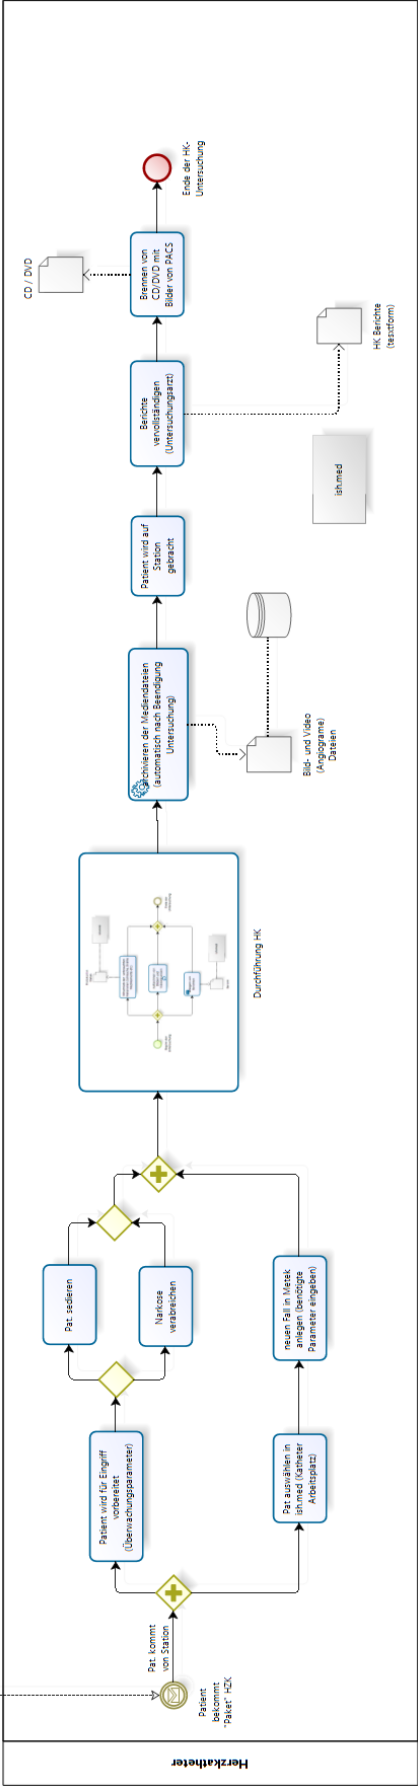 Herzkatheter
Patient
bekommt
"Paket" HZK
Pat. kommt
von Station
Patient wird für Eingriff
vorbereitet
(Überwachungsparameter)
Pat. sedieren
Narkose
verabreichen
Pat auswählen in
ish.med (Katheter
Arbeitsplatz)
neuen Fall in Metek
anlegen (benötigte
Parameter eingeben)
Durchführung HK
Archivieren der Mediendateien
(automatisch nach Beendigung
Untersuchung)
Bild- und Video
(Angiograme)
Dateien
Patient wird auf
Station
gebracht
ish.med
Berichte
vervollständigen
(Untersuchungsarzt)
HK Berichte
(tesxtform)
Brennen von
CD/DVD mit
Bilder von PACS
CD / DVD
Ende der HK-
Untersuchung